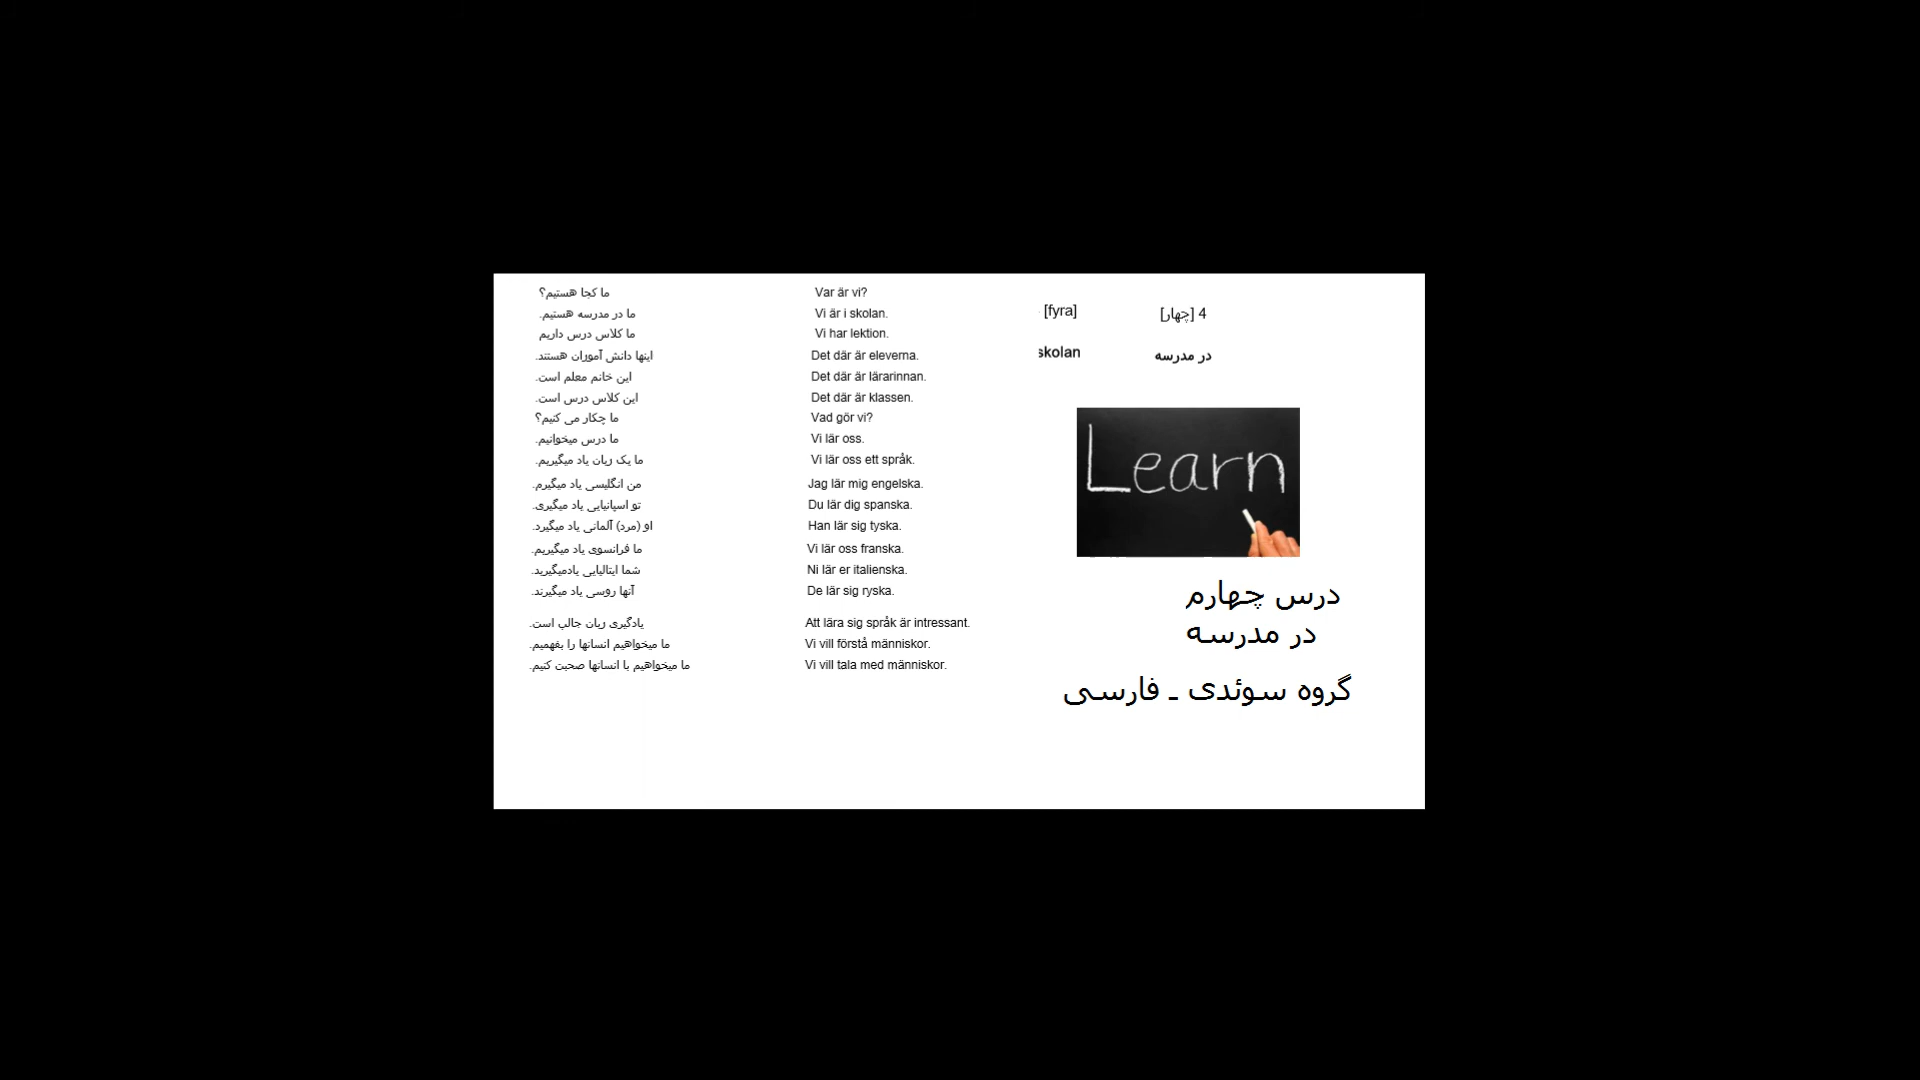 ما کجا هستیم؟
ما در مدرسه هستیم.
ما کلاس درس داریم
اینها دانش آموزان هستند.
این خانم معلم است.
این کلاس درس است.
ما چکار می کنیم؟
ما درس میخوانیم.
ما یک زبان یاد میگیریم.
من انگلیسی یاد میگیرم.
تو اسپانیایی یاد میگیری.
او (مرد) آلمانی یاد میگیرد.
ما فرانسوی یاد میگیریم.
شما ایتالیایی یادمیگیرید.
آنها روسی یاد میگیرند.
یادگیری زبان جالب است.
ما میخواهیم انسانها را بفهمیم.
ما میخواهیم با انسانها صحبت کنیم.
Var är vi?
Vi är i skolan.
Vi har lektion.
Det där är eleverna.
Det där är lärarinnan.
Det där är klassen.
Vad gör vi?
Vi lär oss.
Vi lär oss ett språk.
Jag lär mig engelska.
Du lär dig spanska.
Han lär sig tyska.
Vi lär oss franska.
Ni lär er italienska.
De lär sig ryska.
Att lära sig språk är intressant.
Vi vill förstå människor.
Vi vill tala med människor.
[fyra]
skolan
4 [چهار]
در مدرسه
Learn
درس چهارم
در مدرسه
گروه سوئدی ـ فارسی